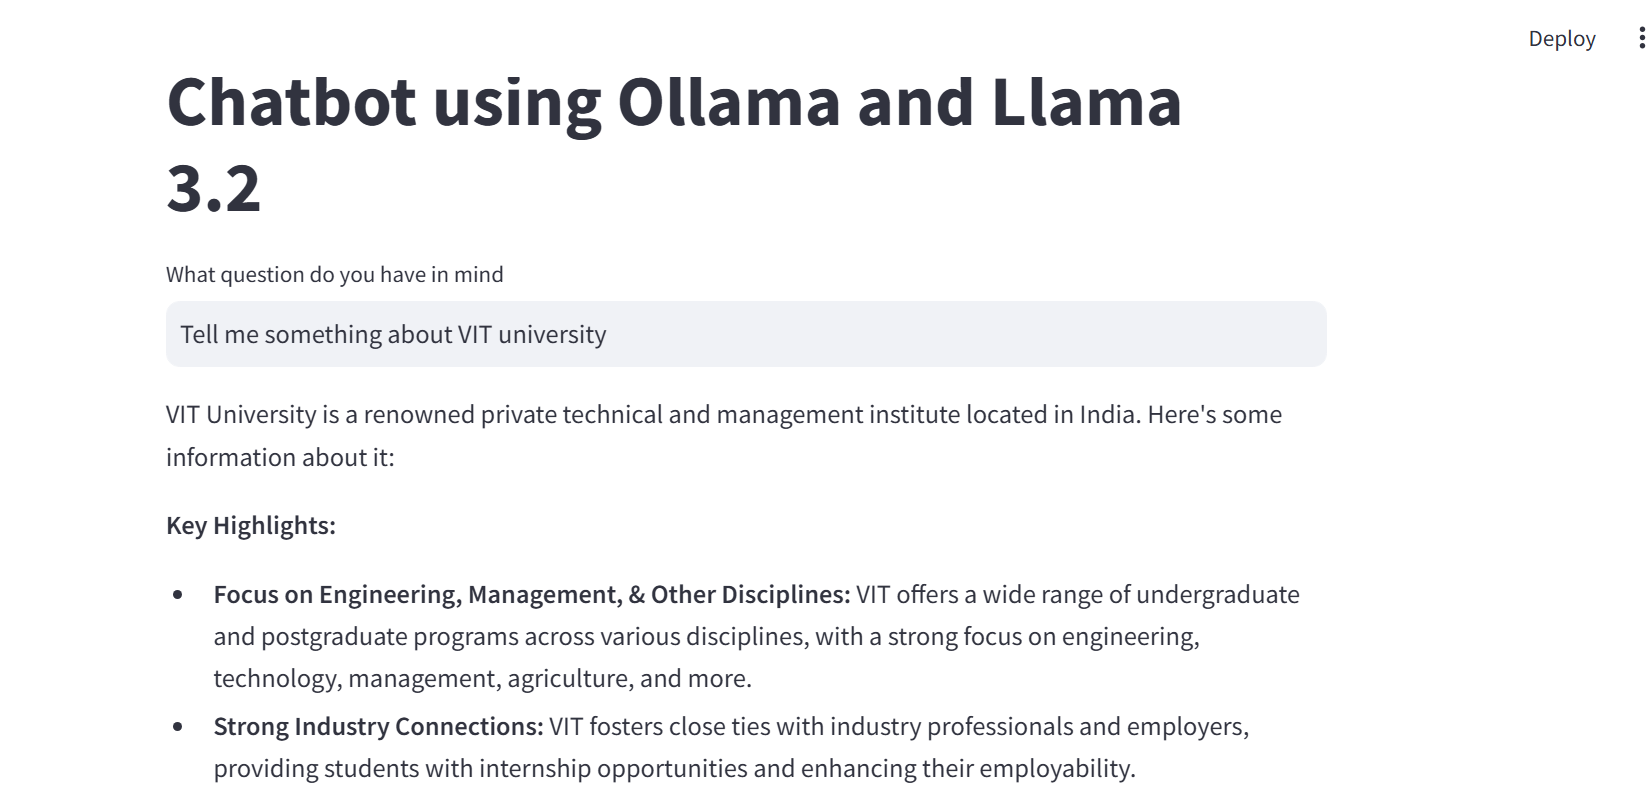 Deploy
Chatbot using Ollama and Llama
3.2
What question do you have in mind
Tell me something about VIT university
VIT University is a renowned private technical and management institute located in India. Here's some
information about it:
Key Highlights:
Focus on Engineering, Management, & Other Disciplines: VIT offers a wide range of undergraduate
and postgraduate programs across various disciplines, with a strong focus on engineering,
technology, management, agriculture, and more.
Strong Industry Connections: VIT fosters close ties with industry professionals and employers,
providing students with internship opportunities and enhancing their employability.